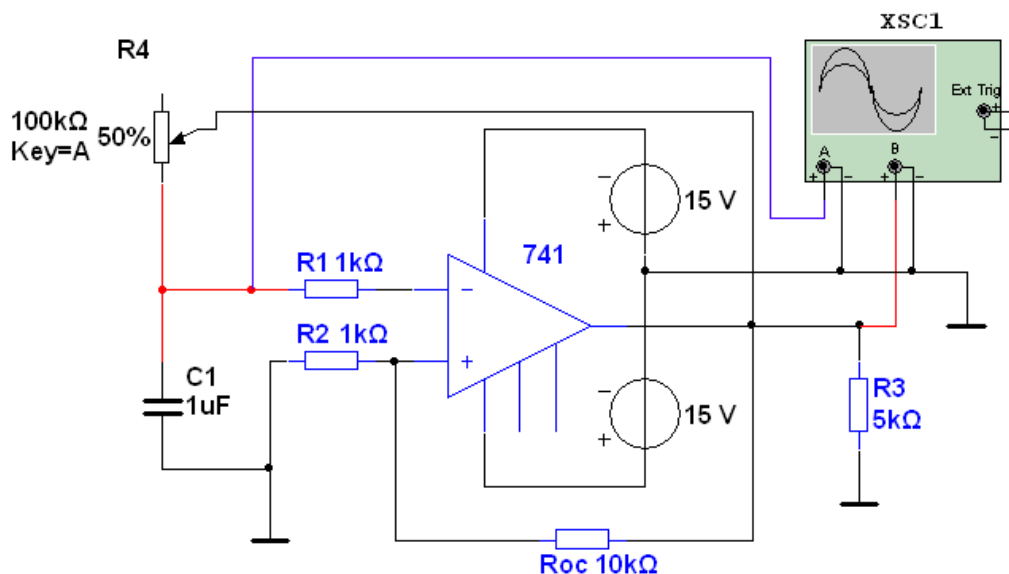 XSC1
R4
Ext Trig
+
−
100kΩ 50%
Key=A
A
B
+ − + −
−
15 V
+
741
R1 1kΩ
−
R2 1kΩ
+
C1
1uF
−
15 V
+
R3
5kΩ
Roc 10kΩ